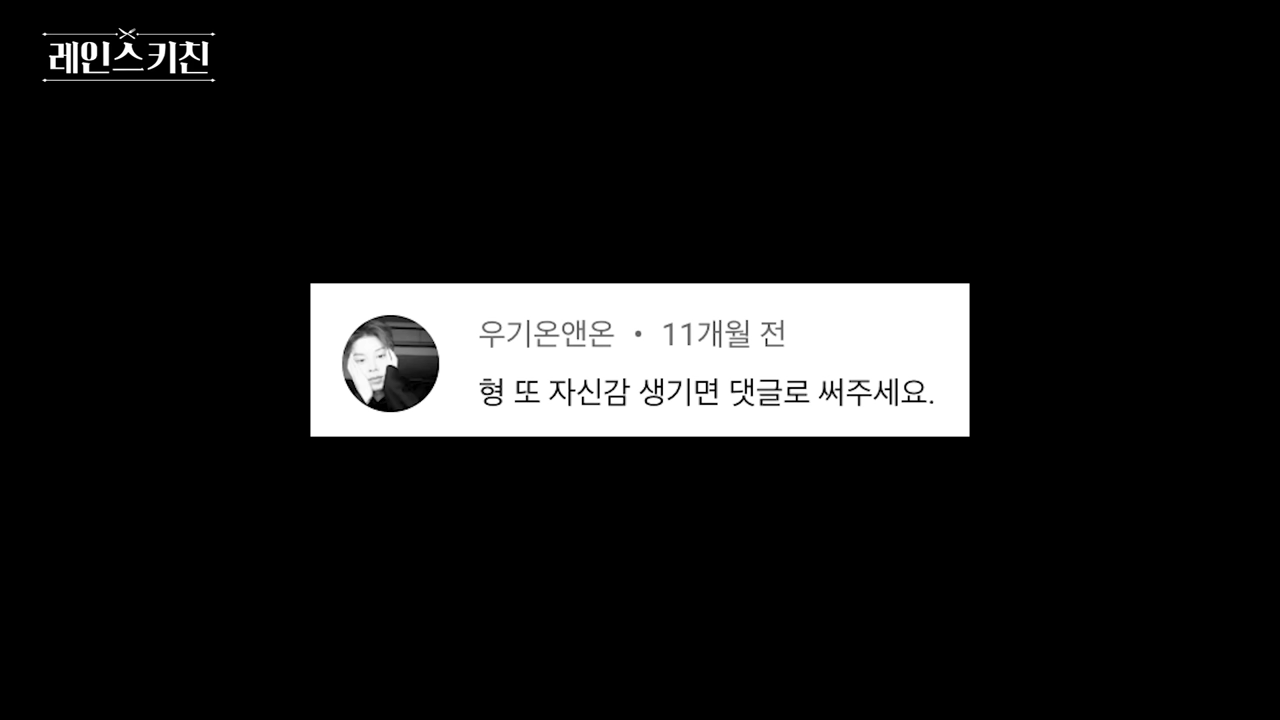 레인스키친
우기온앤온 • 11개월 전
형 또 자신감 생기면 댓글로 써주세요.